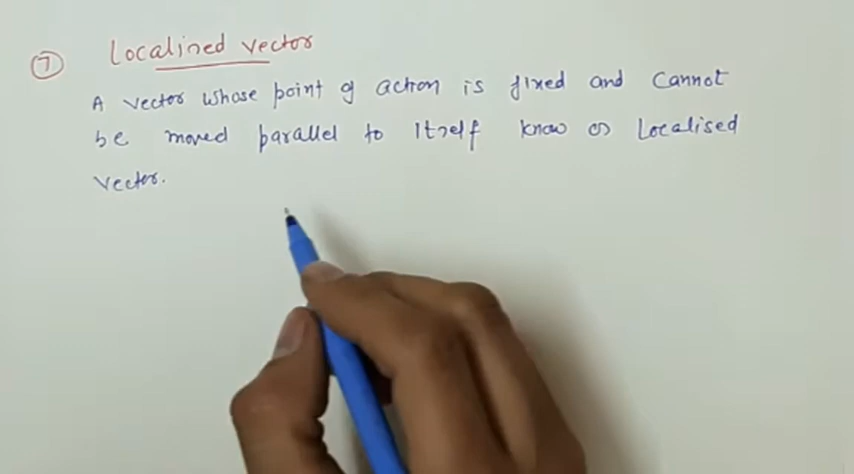 ⑦ Localised vector
A vector whose point of action is fixed and cannot
be moved parallel to itself know as localised
vector.